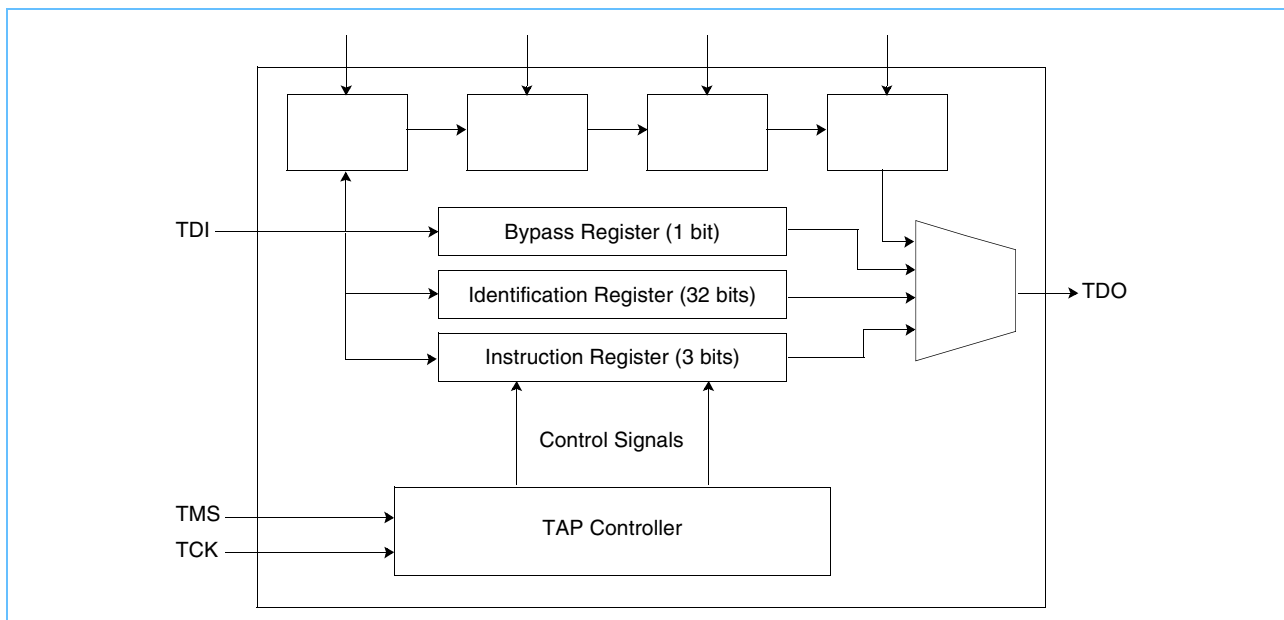 TDI
Bypass Register (1 bit)
Identification Register (32 bits)
TDO
Instruction Register (3 bits)
Control Signals
TMS
TAP Controller
TCK